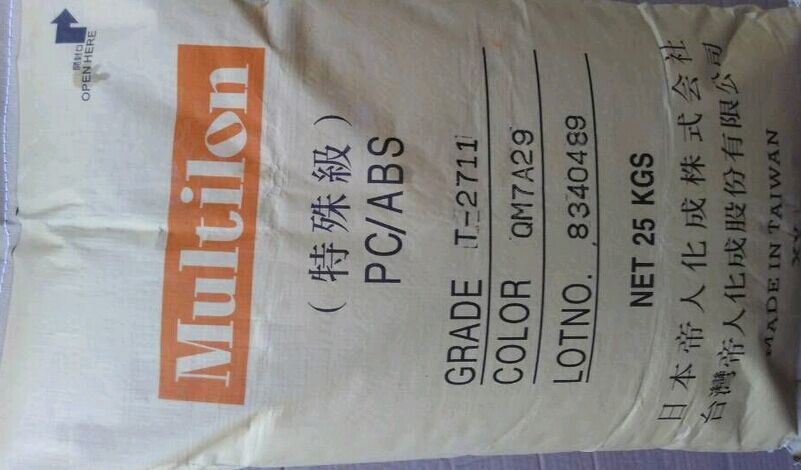 開封口
OPEN HERE
Multilon
(特殊級)
PC/ABS
GRADE T-2711
COLOR QM7A29
LOTNO. 8340489
NET 25 KGS
日本帝人化成株式会社
台灣帝人化成股份有限公司
MADE IN TAIWAN